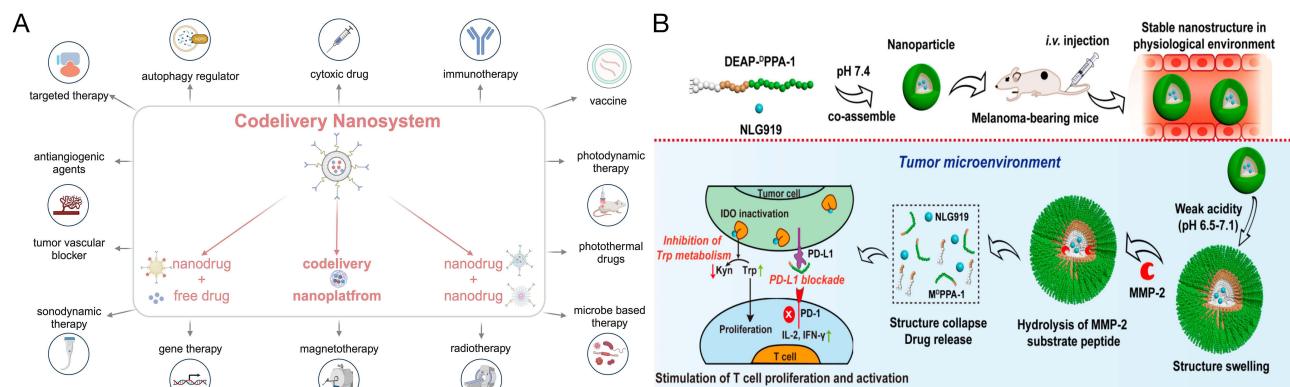 A
targeted therapy
autophagy regulator
cytoxic drug
immunotherapy
vaccine
Codelivery Nanosystem
antiangiogenic
agents
tumor vascular
blocker
sonodynamic
therapy
nanodrug
+
free drug
codelivery
nanoplatfrom
nanodrug
+
nanodrug
photodynamic
therapy
photothermal
drugs
microbe based
therapy
gene therapy
magnetotherapy
radiotherapy
B
DEAP-ᴰPPA-1
NLG919
pH 7.4
co-assemble
Nanoparticle
i.v. injection
Melanoma-bearing mice
Stable nanostructure in
physiological environment
Tumor microenvironment
Weak acidity
(pH 6.5-7.1)
Structure swelling
MMP-2
Hydrolysis of MMP-2
substrate peptide
NLG919
MᴰPPA-1
Structure collapse
Drug release
Tumor cell
IDO inactivation
Inhibition of
Trp metabolism
Kyn
Trp
PD-L1
PD-L1 blockade
X
PD-1
Proliferation
IL-2, IFN-γ
T cell
Stimulation of T cell proliferation and activation